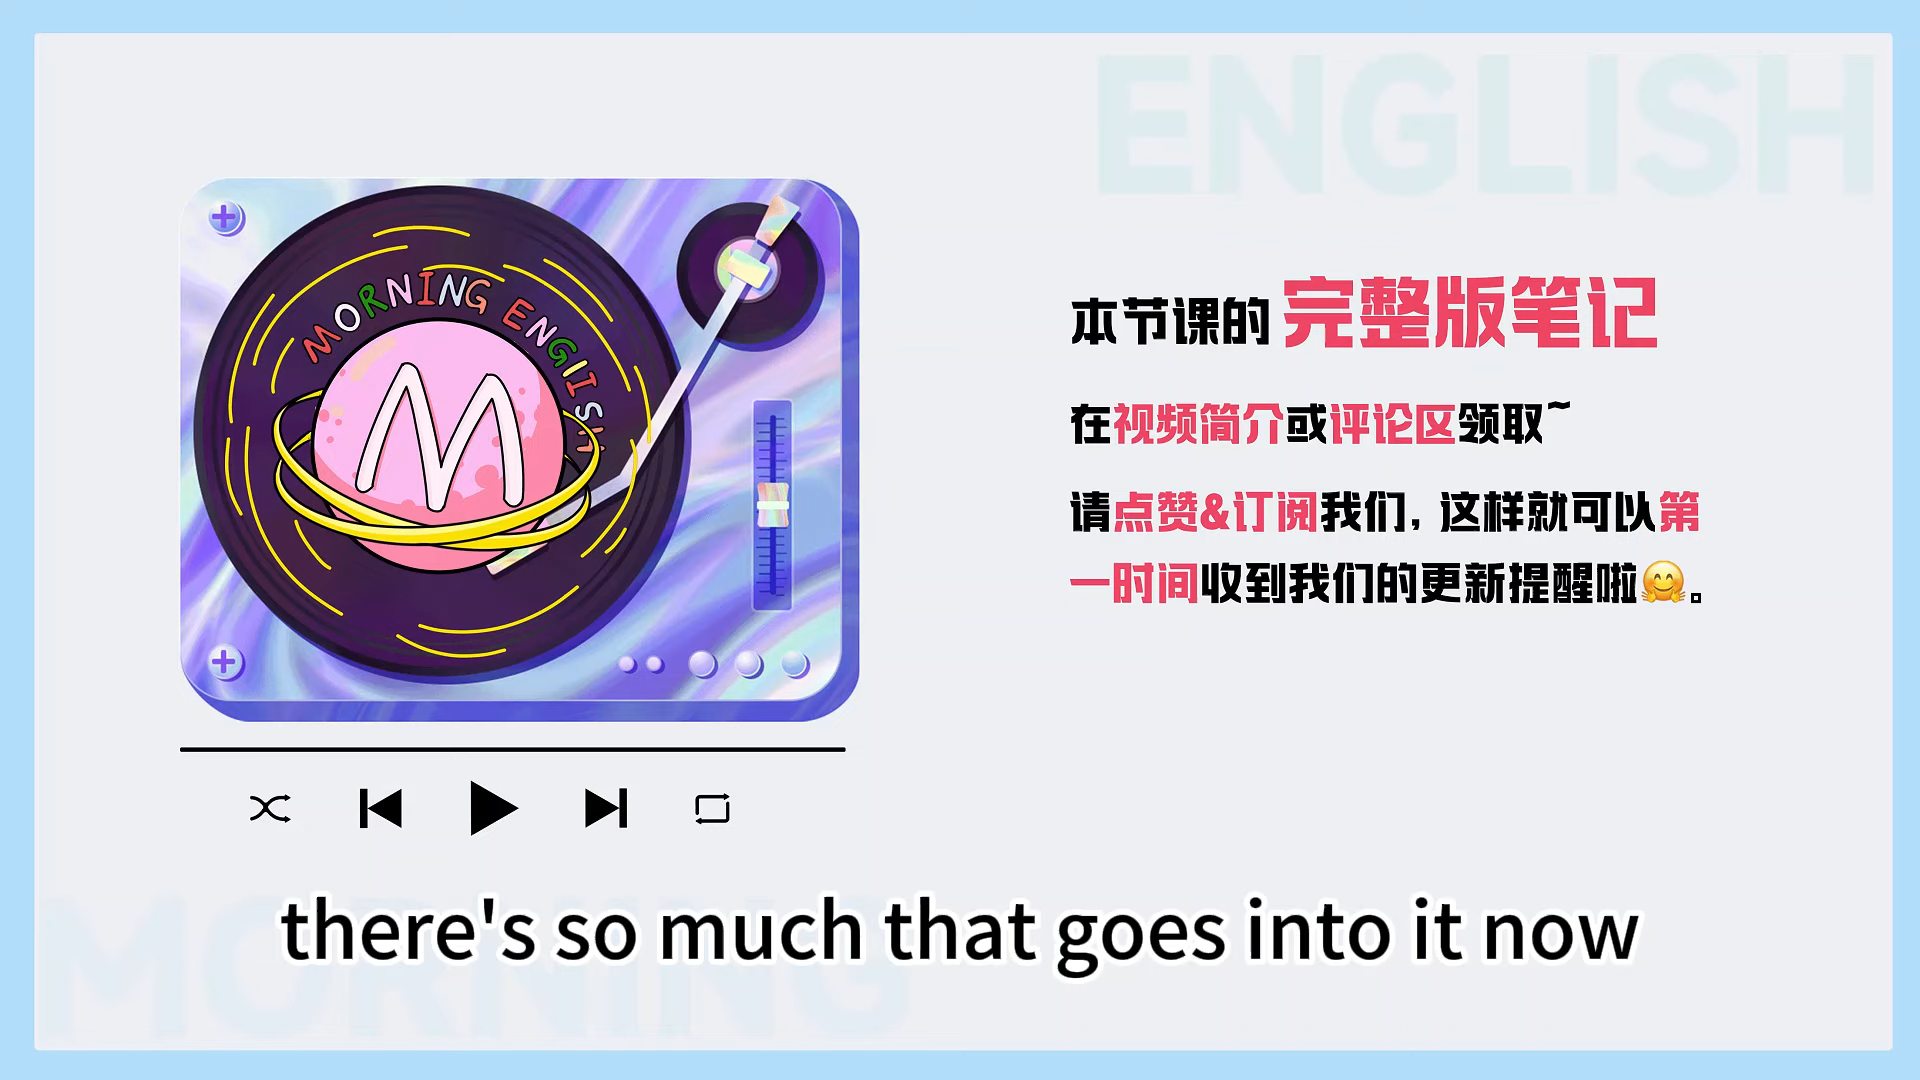 ENGLISH
MORNING ENGlISH
M
本节课的 完整版笔记
在视频简介或评论区领取~
请点赞&订阅我们, 这样就可以第
一时间收到我们的更新提醒啦🤗。
there's so much that goes into it now
MORNING